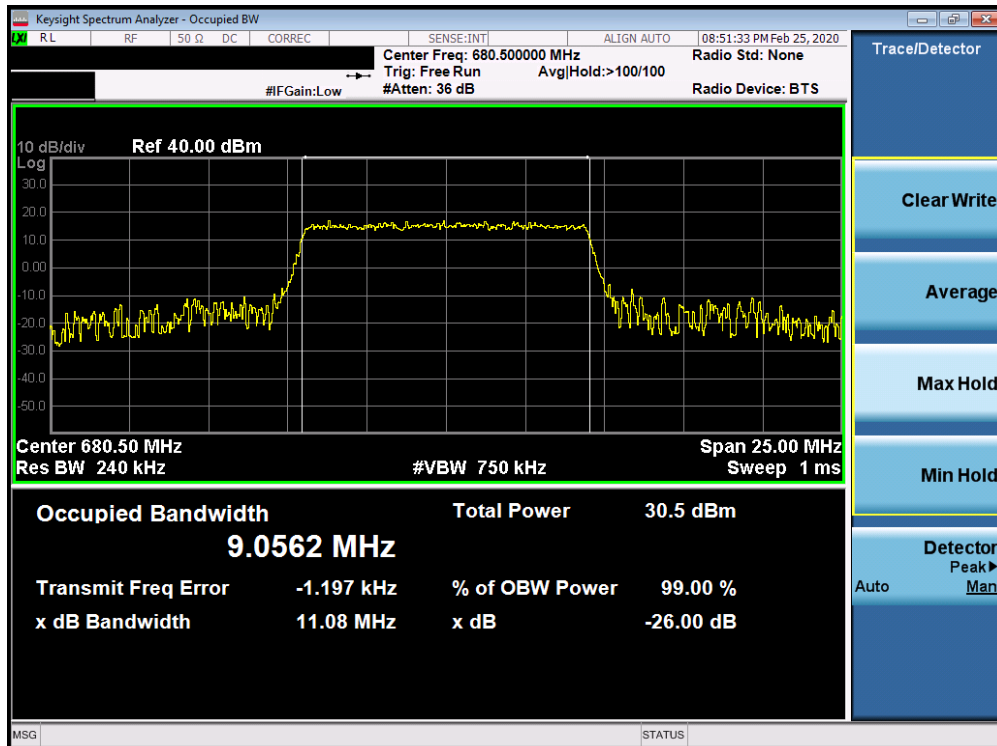 Keysight Spectrum Analyzer - Occupied BW
LXI RL RF 50 Ω DC CORREC SENSE:INT ALIGN AUTO 08:51:33 PM Feb 25, 2020
Center Freq: 680.500000 MHz Radio Std: None
Trig: Free Run Avg|Hold:>100/100
#IFGain:Low #Atten: 36 dB Radio Device: BTS
10 dB/div Ref 40.00 dBm
Log
30.0
20.0
10.0
0.00
-10.0
-20.0
-30.0
-40.0
-50.0
Center 680.50 MHz Span 25.00 MHz
Res BW 240 kHz #VBW 750 kHz Sweep 1 ms
Occupied Bandwidth Total Power 30.5 dBm
9.0562 MHz
Transmit Freq Error -1.197 kHz % of OBW Power 99.00 %
x dB Bandwidth 11.08 MHz x dB -26.00 dB
MSG STATUS
Trace/Detector
Clear Write
Average
Max Hold
Min Hold
Detector
Peak▶
Auto Man